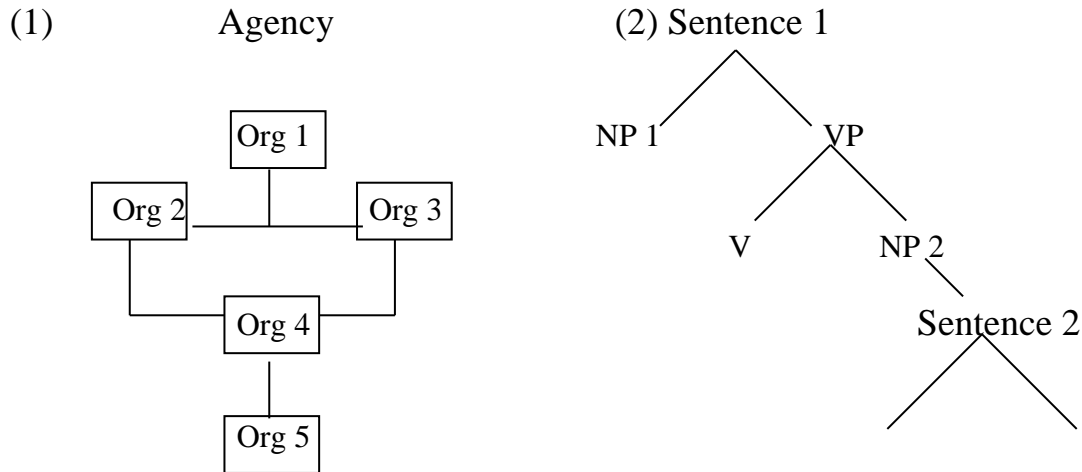 (1) Agency
Org 1
Org 2
Org 3
Org 4
Org 5
(2) Sentence 1
NP 1
VP
V
NP 2
Sentence 2